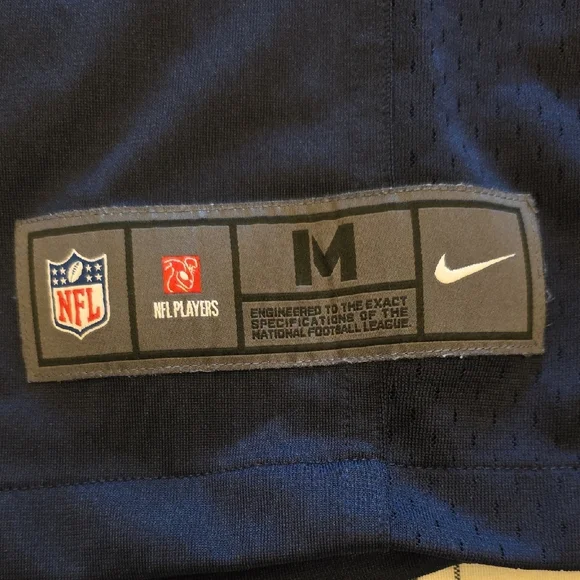 NFL
NFL PLAYERS
M
ENGINEERED TO THE EXACT
SPECIFICATIONS OF THE
NATIONAL FOOTBALL LEAGUE.